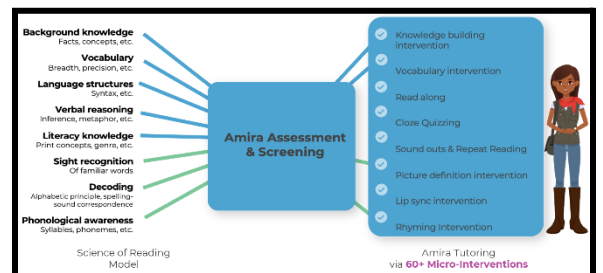 Background knowledge
Facts, concepts, etc.
Vocabulary
Breadth, precision, etc.
Language structures
Syntax, etc.
Verbal reasoning
Inference, metaphor, etc.
Literacy knowledge
Print concepts, genre, etc.
Sight recognition
Of familiar words
Decoding
Alphabetic principle, spelling-
sound correspondence
Phonological awareness
Syllables, phonemes, etc.
Science of Reading
Model
Amira Assessment
& Screening
Knowledge building
intervention
Vocabulary intervention
Read along
Cloze Quizzing
Sound outs & Repeat Reading
Picture definition intervention
Lip sync intervention
Rhyming Intervention
Amira Tutoring
via 60+ Micro-Interventions